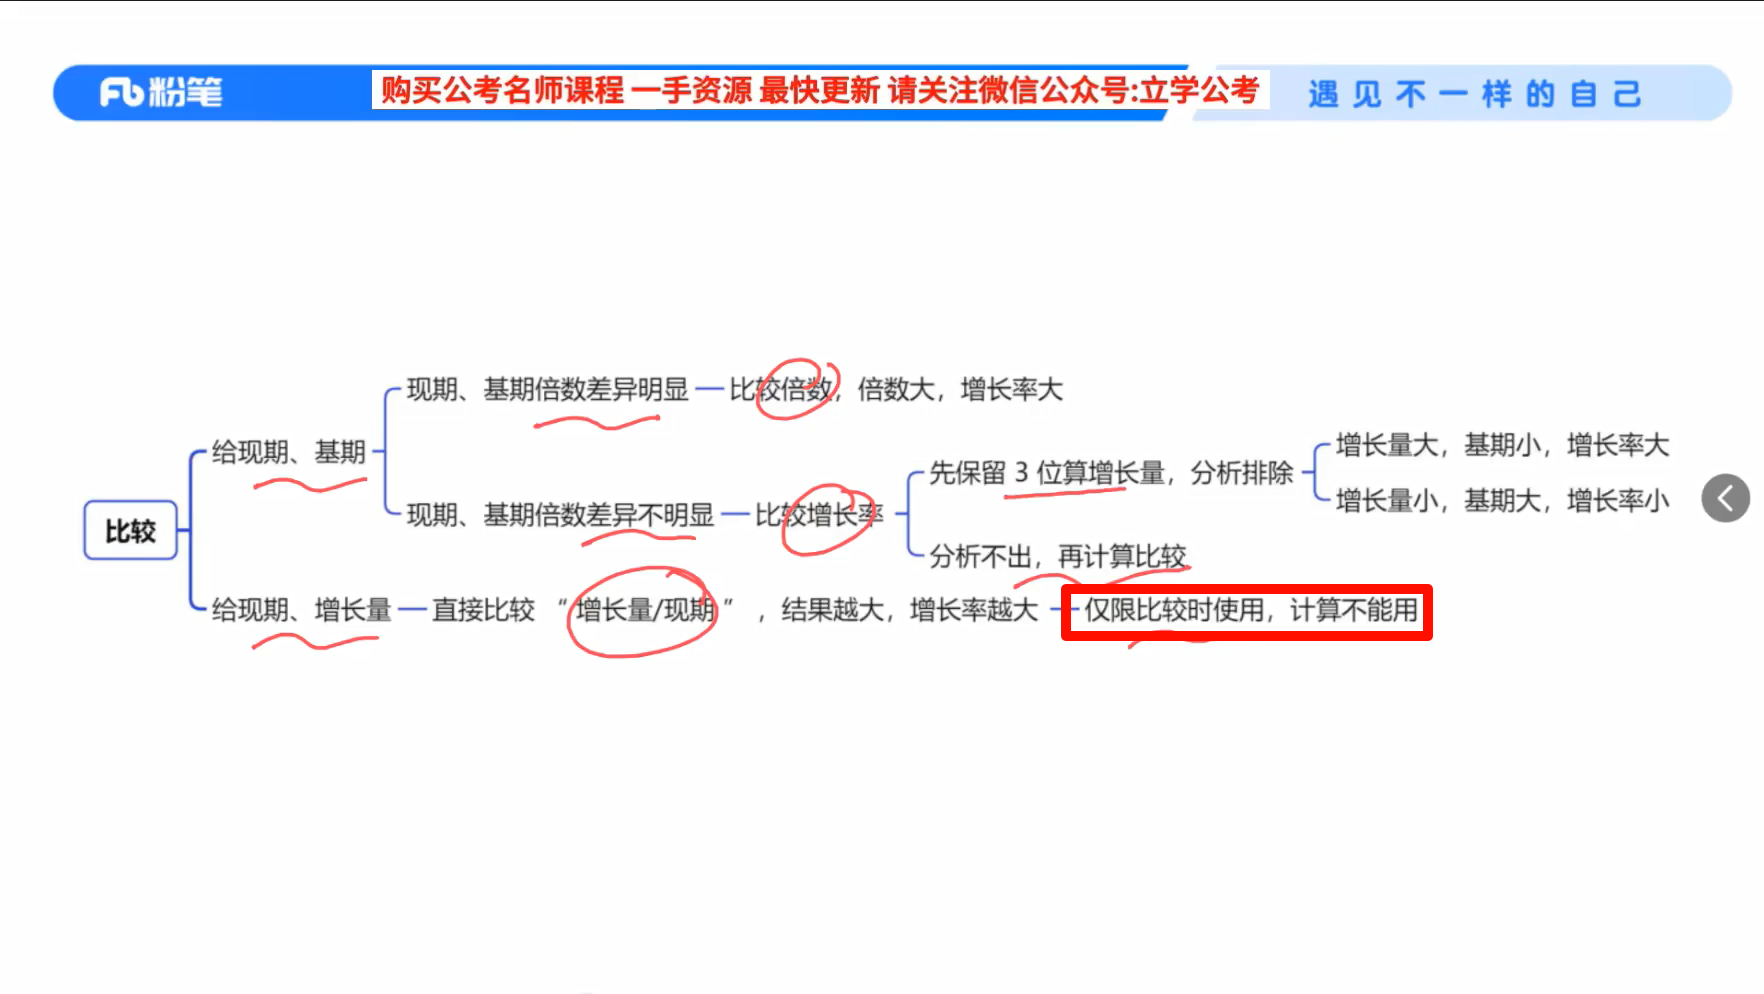 粉笔
购买公考名师课程 一手资源 最快更新 请关注微信公众号:立学公考
遇见不一样的自己
比较
给现期、基期
现期、基期倍数差异明显
比较倍数，倍数大，增长率大
现期、基期倍数差异不明显
比较增长率
先保留 3 位算增长量，分析排除
增长量大，基期小，增长率大
增长量小，基期大，增长率小
分析不出，再计算比较
给现期、增长量
直接比较 “增长量/现期” ，结果越大，增长率越大
仅限比较时使用，计算不能用